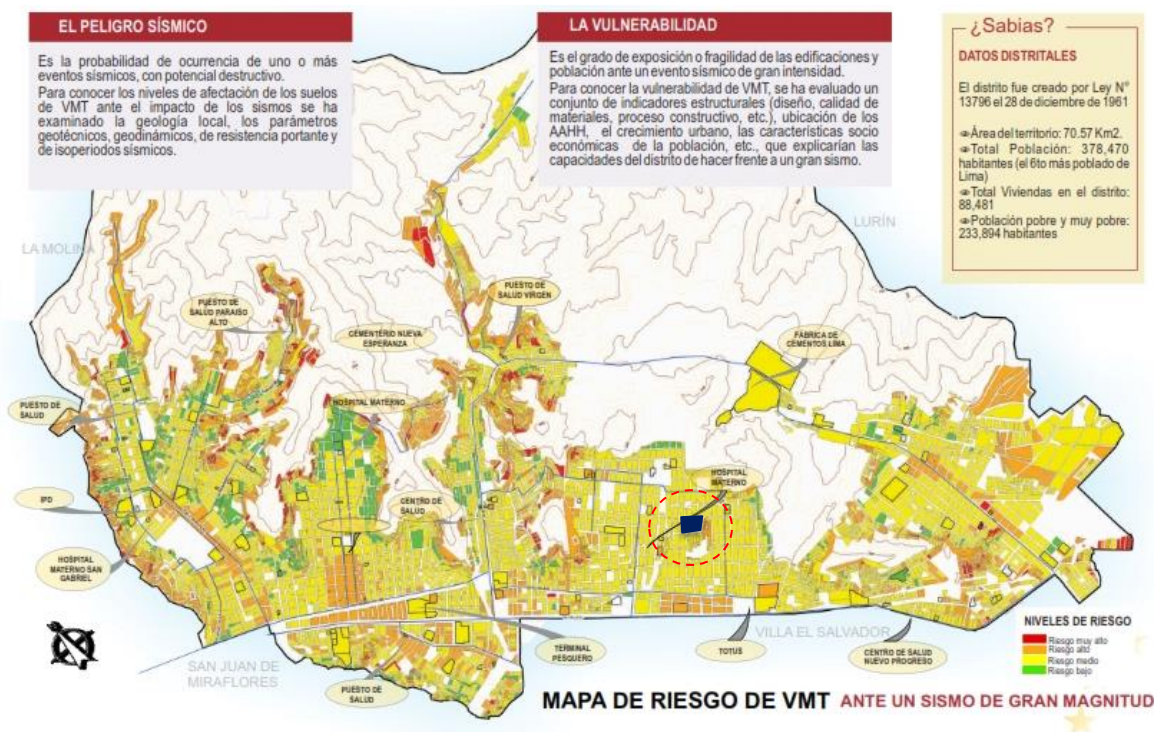 EL PELIGRO SÍSMICO
Es la probabilidad de ocurrencia de uno o más
eventos sísmicos, con potencial destructivo.
Para conocer los niveles de afectación de los suelos
de VMT ante el impacto de los sismos se ha
examinado la geología local, los parámetros
geotécnicos, geodinámicos, de resistencia portante y
de isoperiodos sísmicos.
LA VULNERABILIDAD
Es el grado de exposición o fragilidad de las edificaciones y
población ante un evento sísmico de gran intensidad.
Para conocer la vulnerabilidad de VMT, se ha evaluado un
conjunto de indicadores estructurales (diseño, calidad de
materiales, proceso constructivo, etc.), ubicación de los
AAHH, el crecimiento urbano, las características socio
económicas de la población, etc., que explicarían las
capacidades del distrito de hacer frente a un gran sismo.
¿Sabias?
DATOS DISTRITALES
El distrito fue creado por Ley N°
13796 el 28 de diciembre de 1961
Área del territorio: 70.57 Km2.
Total Población: 378,470
habitantes (el 6to más poblado de
Lima)
Total Viviendas en el distrito:
88,481
Población pobre y muy pobre:
233,894 habitantes
LA MOLINA
LURÍN
PUESTO DE
SALUD PARAISO
ALTO
CEMENTERIO NUEVA
ESPERANZA
PUESTO DE
SALUD VIRGEN
FÁBRICA DE
CEMENTOS LIMA
PUESTO DE
SALUD
HOSPITAL MATERNO
IPD
CENTRO DE
SALUD
HOSPITAL
MATERNO
HOSPITAL
MATERNO SAN
GABRIEL
SAN JUAN DE
MIRAFLORES
PUESTO DE
SALUD
TERMINAL
PESQUERO
TOTUS
VILLA EL SALVADOR
CENTRO DE SALUD
NUEVO PROGRESO
NIVELES DE RIESGO
Riesgo muy alto
Riesgo alto
Riesgo medio
Riesgo bajo
MAPA DE RIESGO DE VMT ANTE UN SISMO DE GRAN MAGNITUD